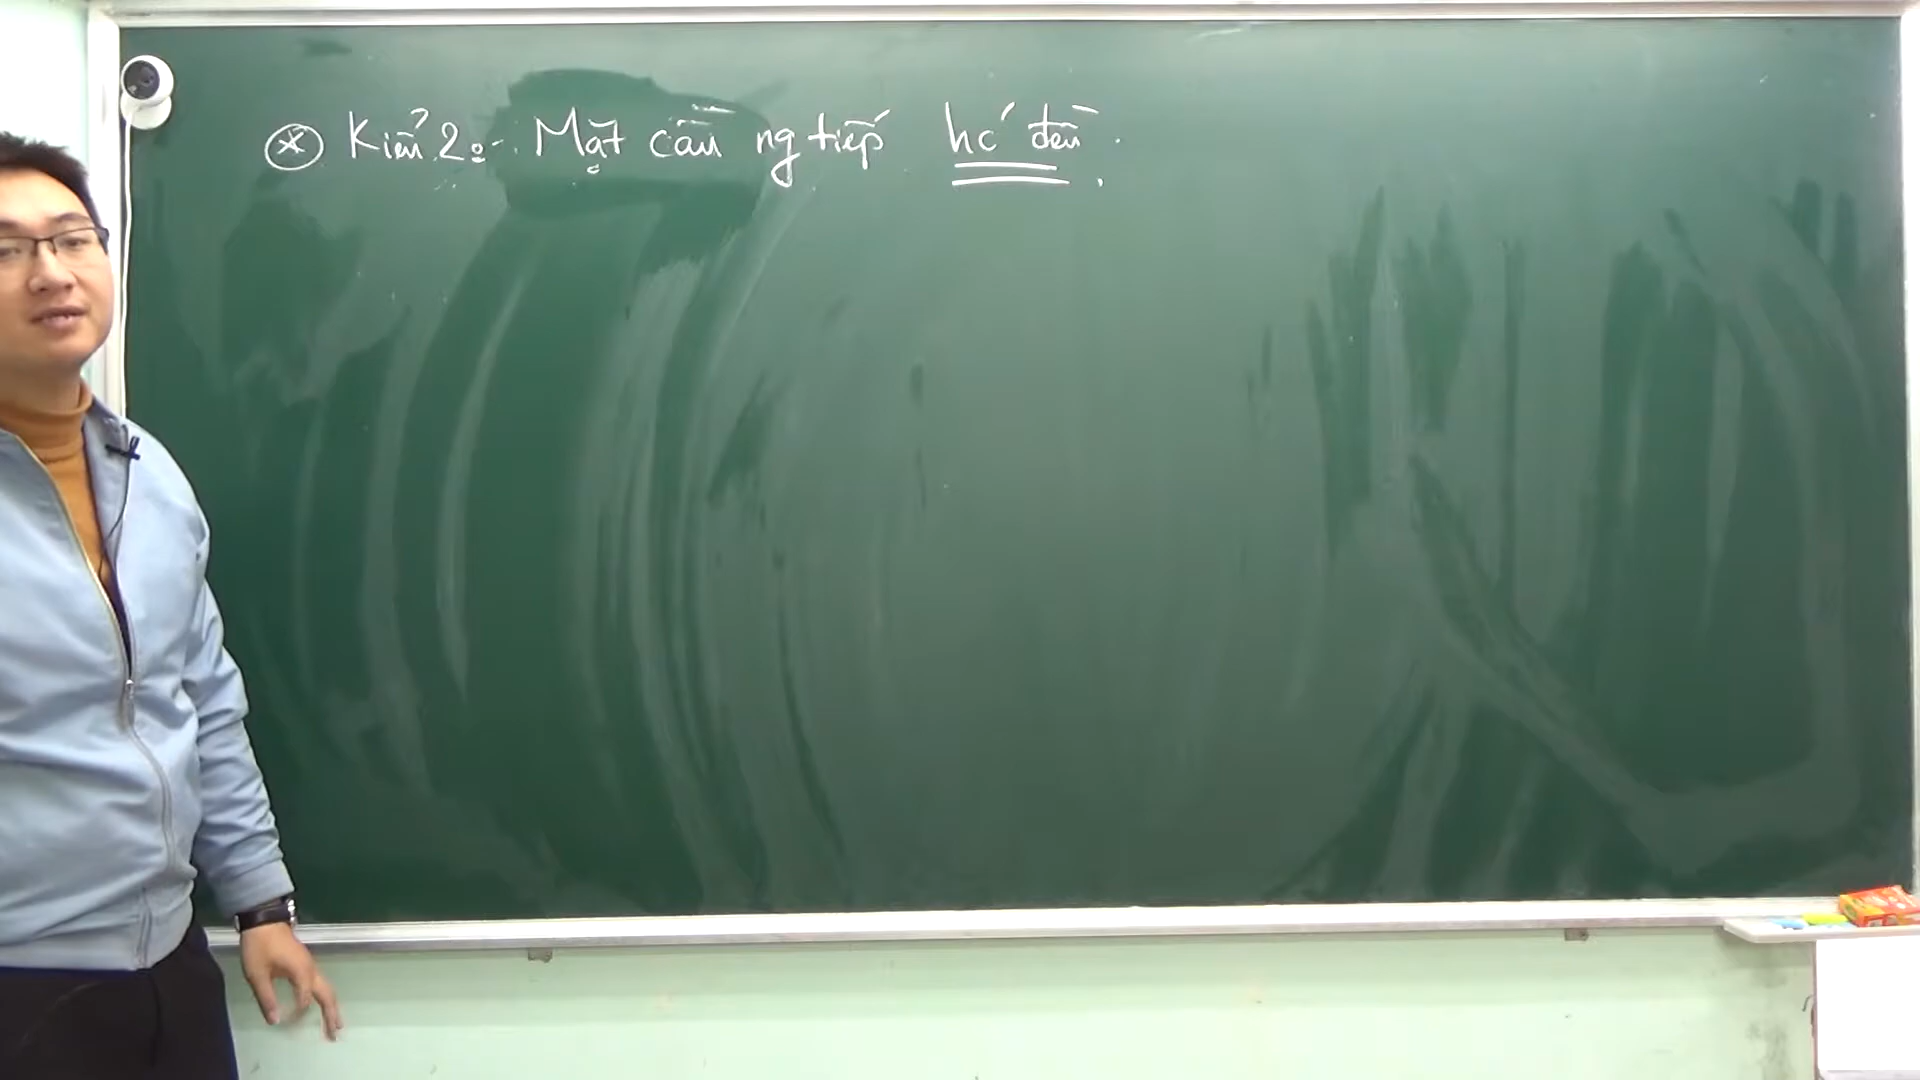 Kiểu 2: Mặt cầu ng tiếp hc đều.